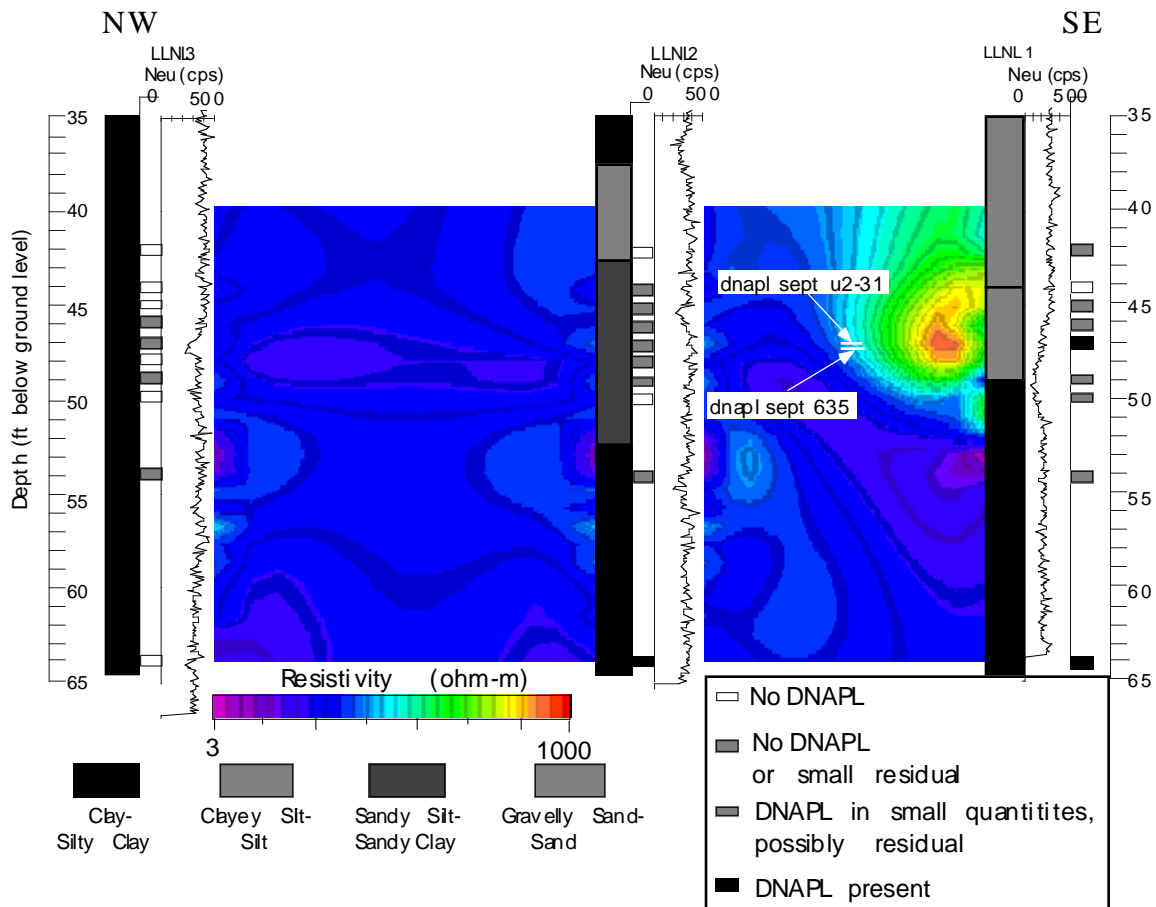 NW
SE
LLNL3
Neu (cps)
0 500
LLNL2
Neu (cps)
0 500
LLNL 1
Neu (cps)
0 500
Depth (ft below ground level)
35
40
45
50
55
60
65
35
40
45
50
55
60
65
dnapl sept u2-31
dnapl sept 635
Resistivity (ohm-m)
3 1000
Clay-
Silty Clay
Clayey Slt-
Silt
Sandy Silt-
Sandy Clay
Gravelly Sand-
Sand
No DNAPL
No DNAPL
or small residual
DNAPL in small quantitites,
possibly residual
DNAPL present